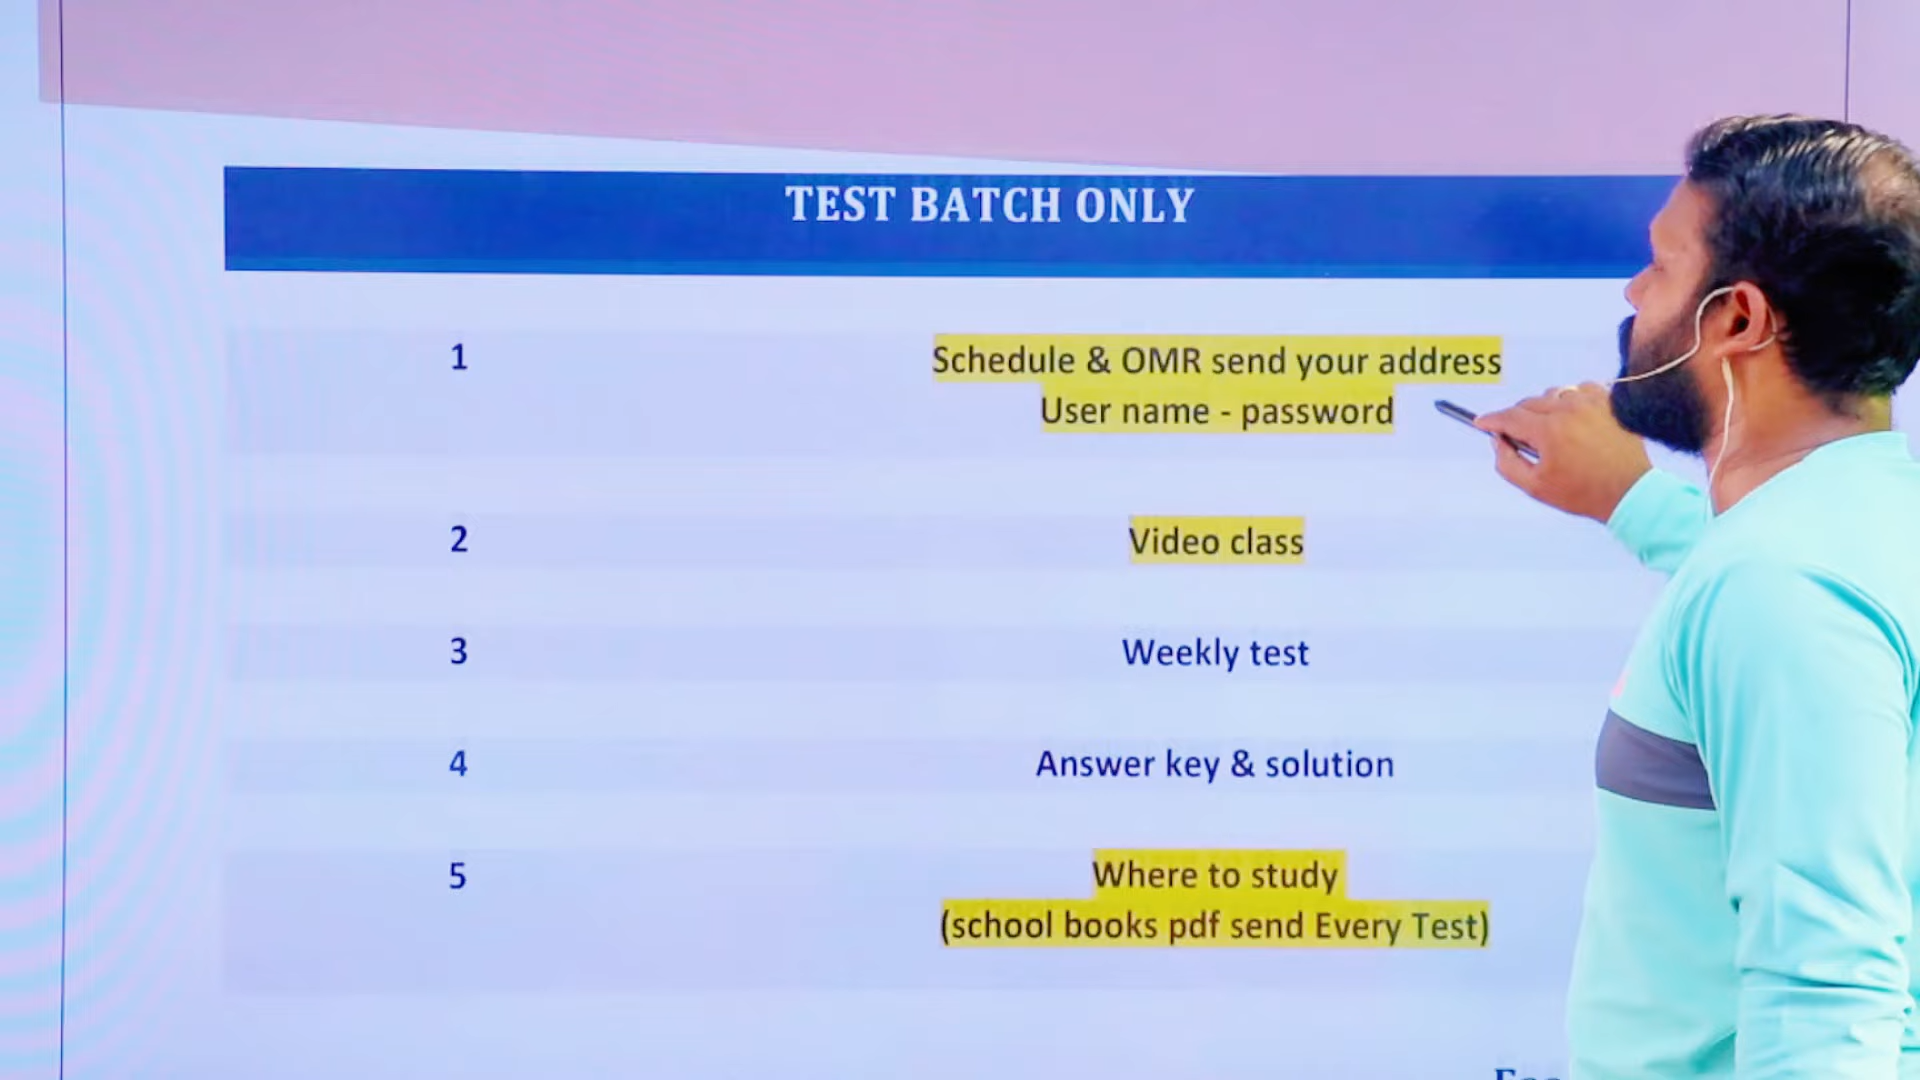 TEST BATCH ONLY
1
Schedule & OMR send your address
User name - password
2
Video class
3
Weekly test
4
Answer key & solution
5
Where to study
(school books pdf send Every Test)